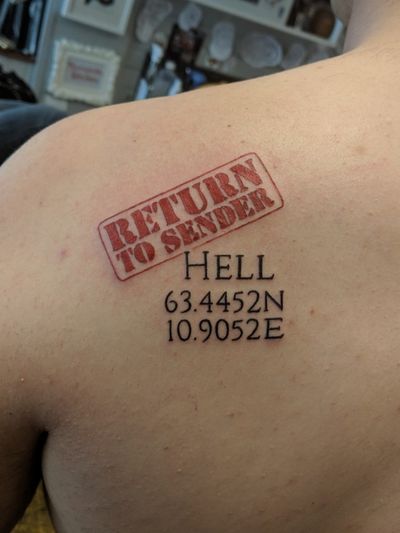 RETURN
TO SENDER
HELL
63.4452N
10.9052E